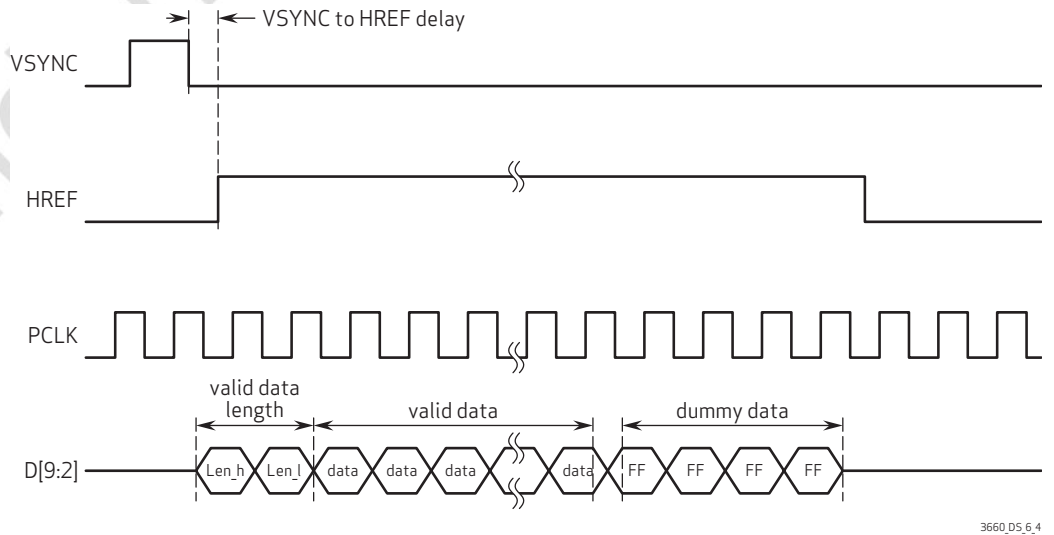 VSYNC to HREF delay
VSYNC
HREF
PCLK
valid data
length
valid data
dummy data
D[9:2]
Len_h
Len_l
data
data
data
data
FF
FF
FF
FF
3660_DS_6_4